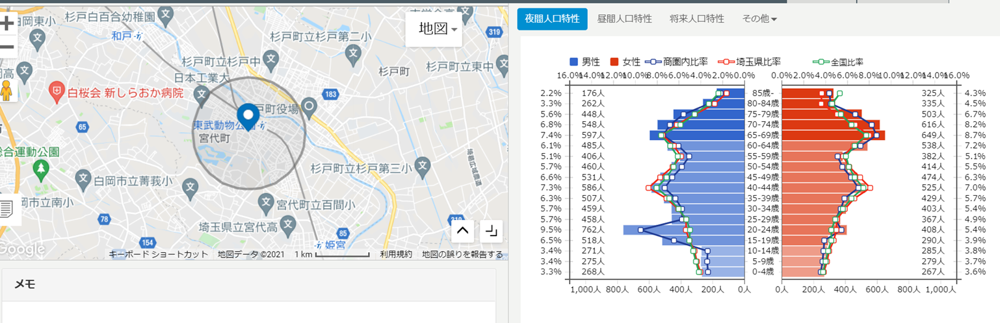 杉戸白百合幼稚園
和戸
杉戸町立杉戸第二小
地図
319
杉戸町立杉戸中
杉戸町
杉戸町立東中
日本工業大
白桜会 新しらおか病院
183
戸町役場
65
東武動物公
宮代町
総合運動公園
白岡市立菁莪小
杉戸町立杉戸第三小
岡市立南小
宮代町立百間小
78
埼玉県立宮代高
85
154
姫宮
Google
キーボード ショートカット 地図データ ©2021 1 km 利用規約 地図の誤りを報告する
メモ
夜間人口特性 昼間人口特性 将来人口特性 その他
男性 女性 商圏内比率 埼玉県比率 全国比率
16.0% 14.0% 12.0% 10.0% 8.0% 6.0% 4.0% 2.0% 0.0% 0.0% 2.0% 4.0% 6.0% 8.0% 10.0% 12.0% 14.0% 16.0%
2.2% 176人 85歳- 325人 4.3%
3.3% 262人 80-84歳 335人 4.5%
5.6% 448人 75-79歳 503人 6.7%
6.8% 548人 70-74歳 616人 8.2%
7.4% 597人 65-69歳 649人 8.7%
6.1% 485人 60-64歳 538人 7.2%
5.1% 406人 55-59歳 382人 5.1%
5.7% 460人 50-54歳 414人 5.5%
6.6% 531人 45-49歳 474人 6.3%
7.3% 586人 40-44歳 525人 7.0%
6.3% 507人 35-39歳 429人 5.7%
5.7% 459人 30-34歳 403人 5.4%
5.7% 458人 25-29歳 367人 4.9%
9.5% 762人 20-24歳 408人 5.4%
6.5% 518人 15-19歳 290人 3.9%
3.4% 271人 10-14歳 285人 3.8%
3.4% 275人 5-9歳 279人 3.7%
3.3% 268人 0-4歳 267人 3.6%
1,000人 800人 600人 400人 200人 0人 0人 200人 400人 600人 800人 1,000人